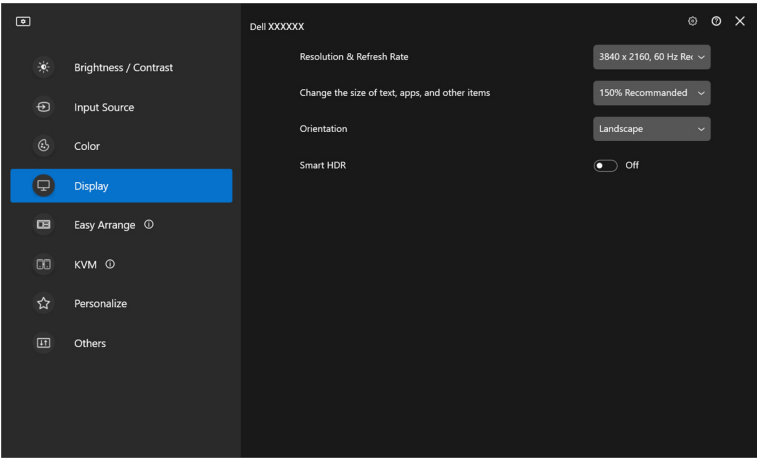 Dell XXXXXX
Brightness / Contrast
Input Source
Color
Display
Easy Arrange
KVM
Personalize
Others
Resolution & Refresh Rate
3840 x 2160, 60 Hz Rec
Change the size of text, apps, and other items
150% Recommanded
Orientation
Landscape
Smart HDR
Off